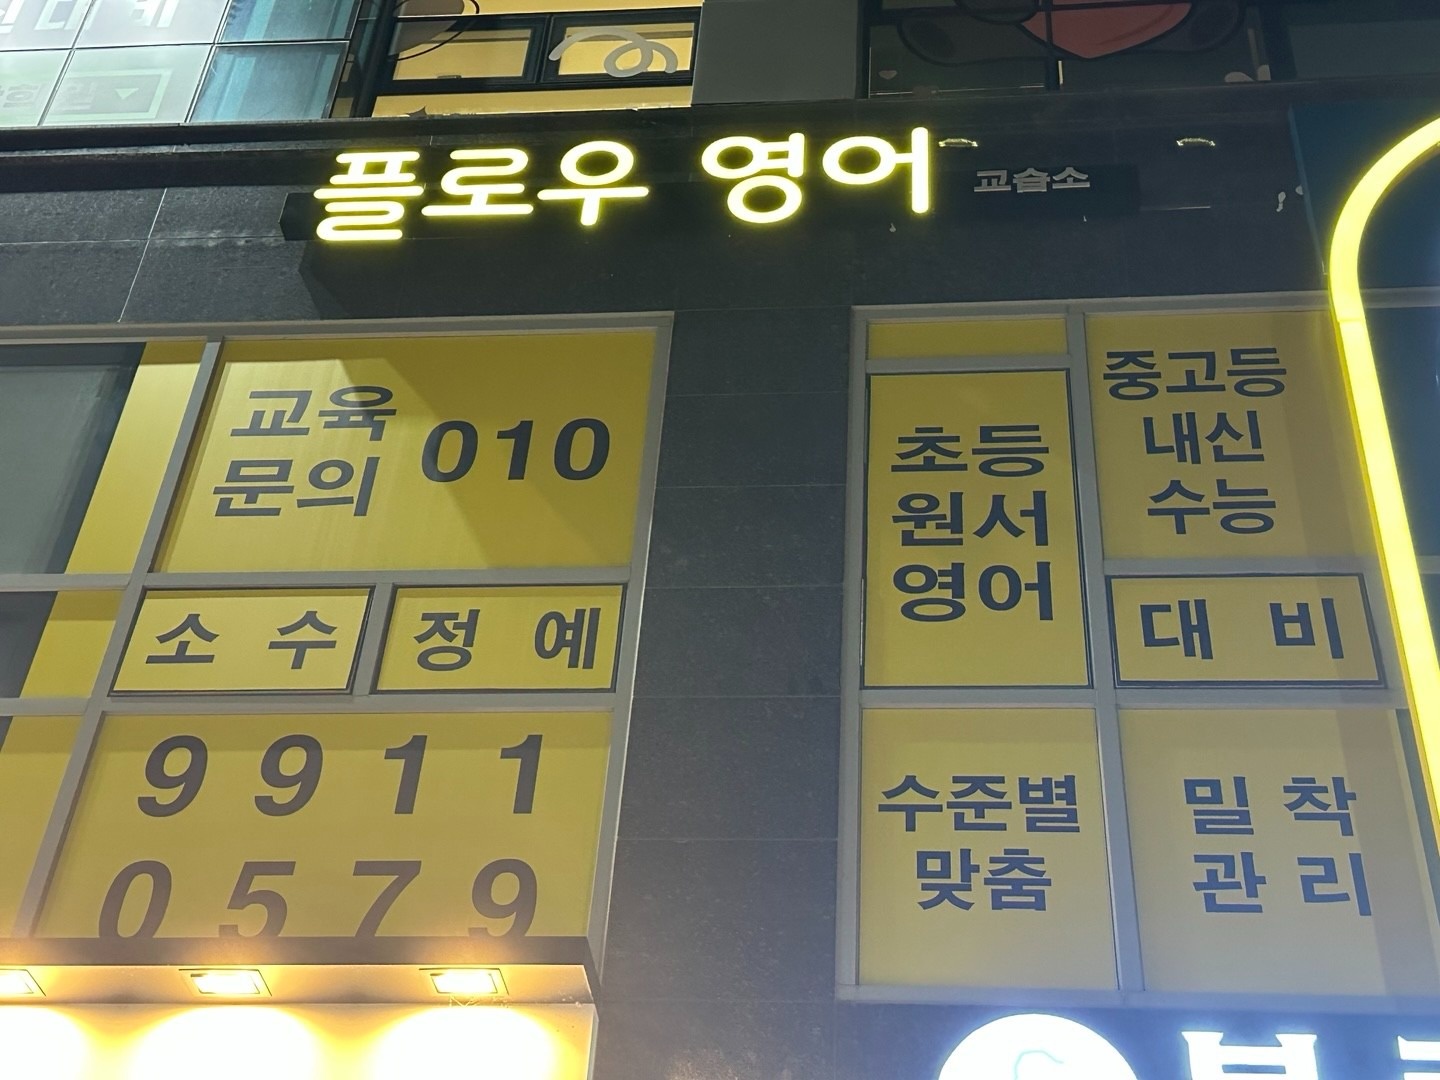 플로우 영어 교습소
교육
문의 010
소수 정예
9911
0579
초등
원서
영어
중고등
내신
수능
대비
수준별
맞춤
밀착
관리